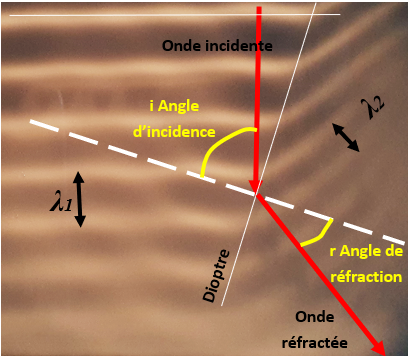 Onde incidente
i Angle
d’incidence
λ2
λ1
r Angle de
réfraction
Dioptre
Onde
réfractée